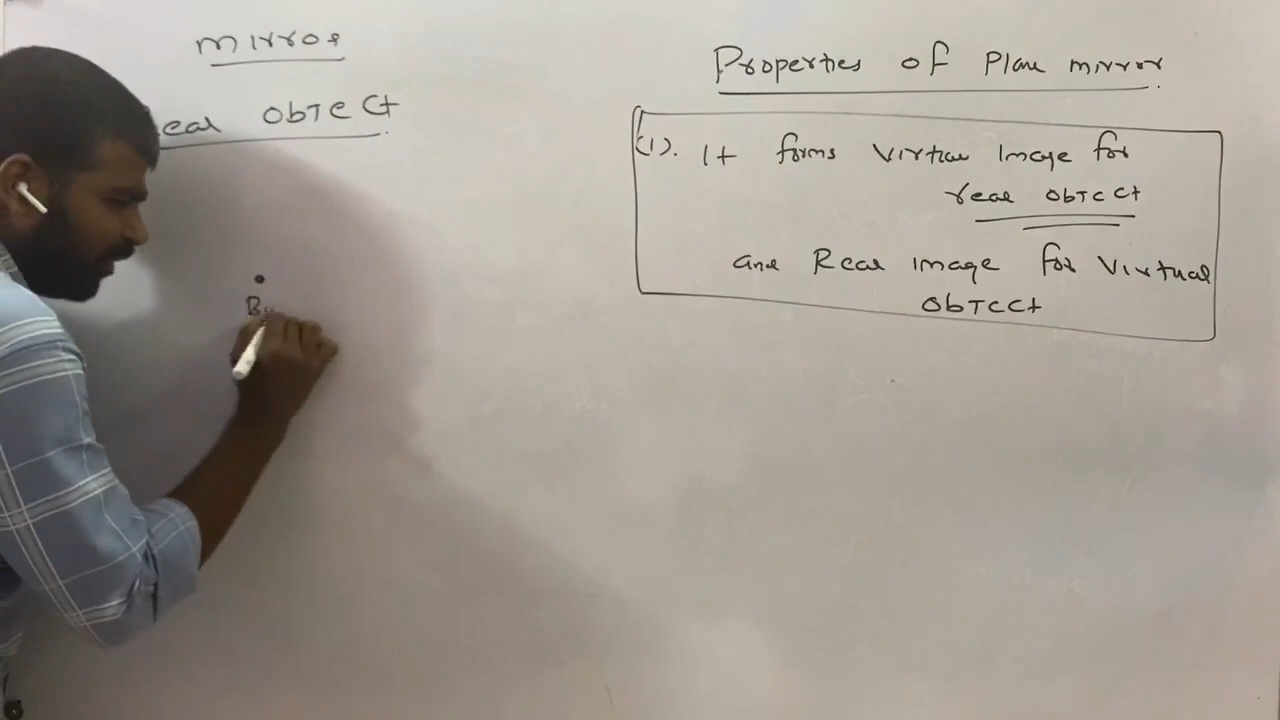 mirror
eal ObJeCt
B
Properties of Plane mirror
(1). It forms Virtual Image for
real ObJeCt
and Real image for Virtual
ObJeCt